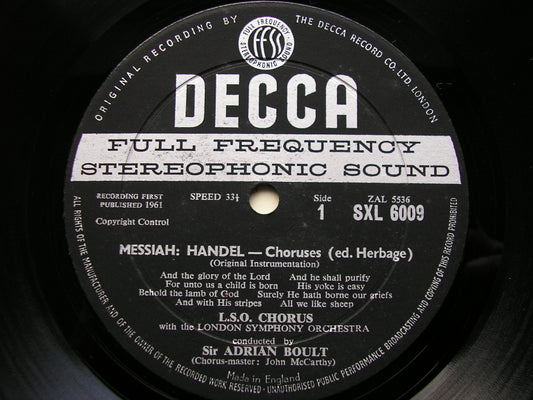 ORIGINAL RECORDING BY THE DECCA RECORD CO. LTD. LONDON
FULL FREQUENCY
ffss
STEREOPHONIC SOUND
DECCA
FULL FREQUENCY
STEREOPHONIC SOUND
RECORDING FIRST PUBLISHED 1961
Copyright Control
SPEED 33⅓
Side 1
ZAL 5536
SXL 6009
MESSIAH: HANDEL — Choruses (ed. Herbage)
(Original Instrumentation)
And the glory of the Lord And he shall purify
For unto us a child is born His yoke is easy
Behold the lamb of God Surely He hath borne our griefs
And with His stripes All we like sheep
L.S.O. CHORUS
with the LONDON SYMPHONY ORCHESTRA
conducted by
Sir ADRIAN BOULT
(Chorus-master: John McCarthy)
Made in England
ALL RIGHTS OF THE MANUFACTURER AND OF THE OWNER OF THE RECORDED WORK RESERVED · UNAUTHORISED PUBLIC PERFORMANCE BROADCASTING AND COPYING OF THIS RECORD PROHIBITED